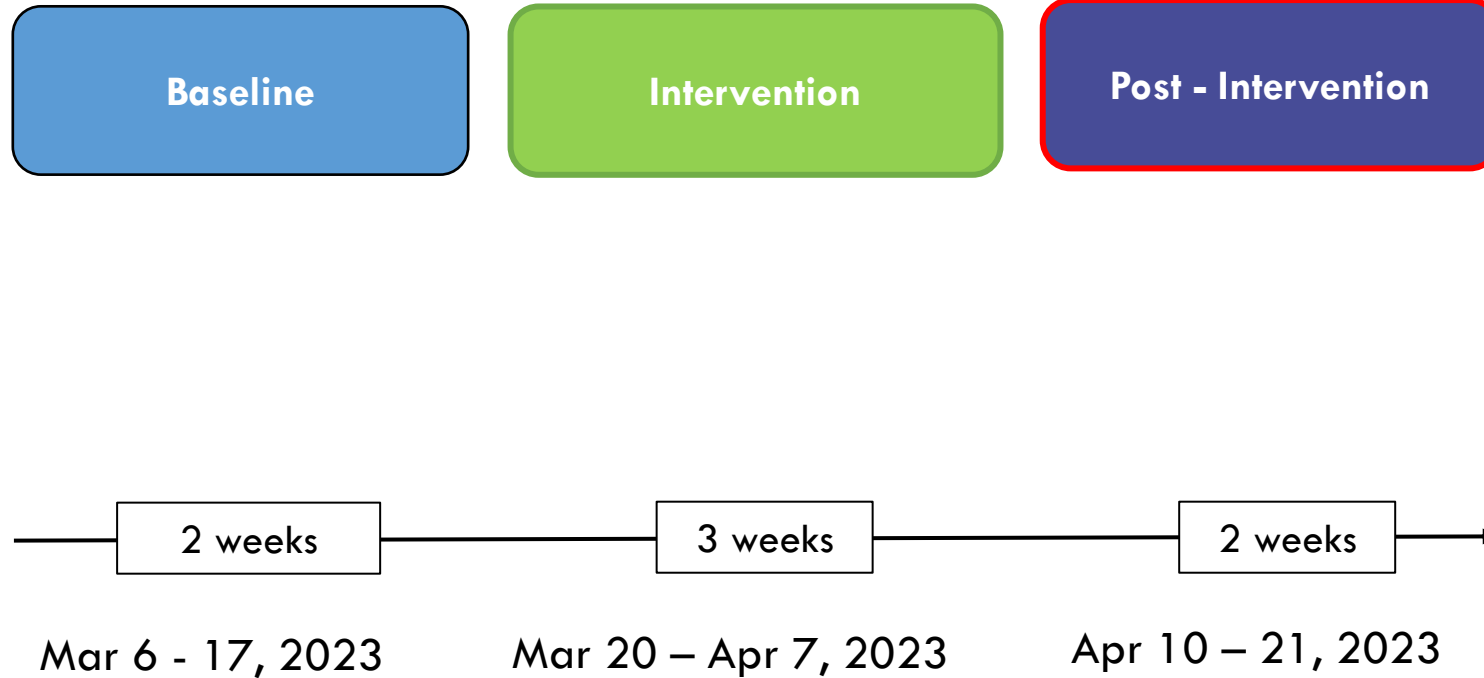 Baseline
Intervention
Post - Intervention
2 weeks
3 weeks
2 weeks
Mar 6 - 17, 2023
Mar 20 – Apr 7, 2023
Apr 10 – 21, 2023